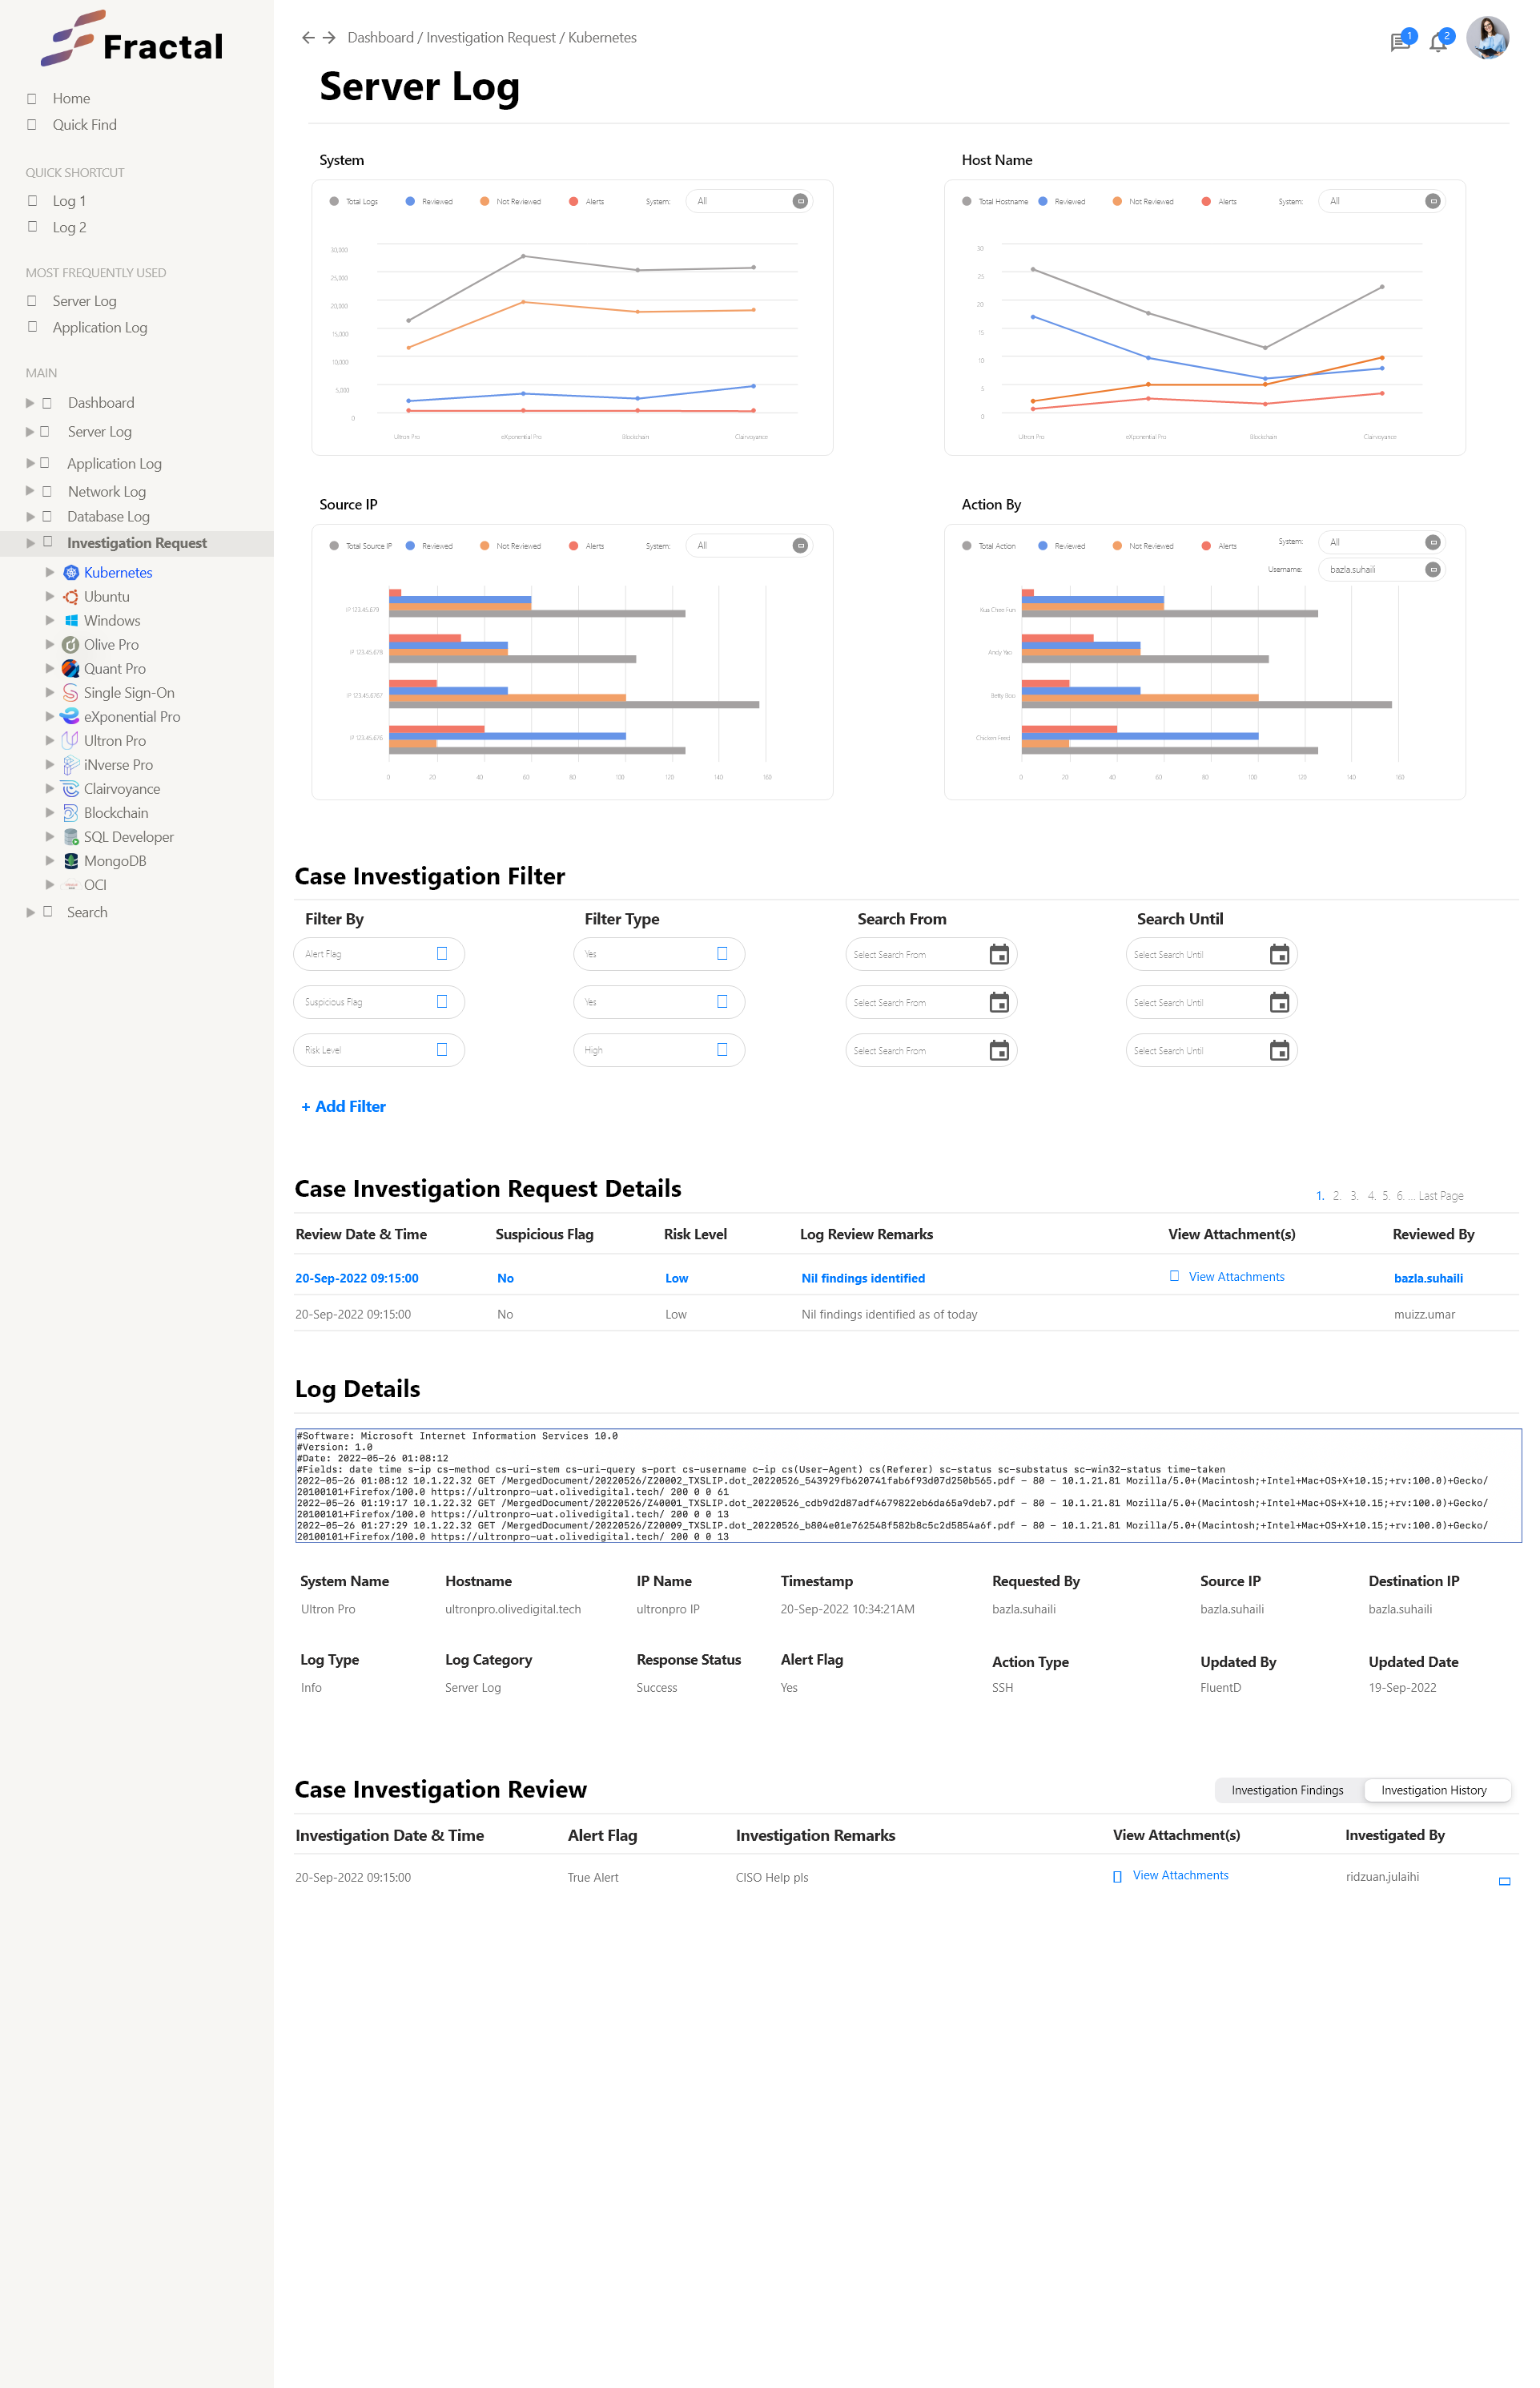 Fractal
Home
Quick Find
QUICK SHORTCUT
Log 1
Log 2
MOST FREQUENTLY USED
Server Log
Application Log
MAIN
Dashboard
Server Log
Application Log
Network Log
Database Log
Investigation Request
Kubernetes
Ubuntu
Windows
Olive Pro
Quant Pro
Single Sign-On
eXponential Pro
Ultron Pro
iNverse Pro
Clairvoyance
Blockchain
SQL Developer
MongoDB
OCI
Search
Dashboard / Investigation Request / Kubernetes
1
2
Server Log
System
Total Logs Reviewed Not Reviewed Alerts System: All
30,000
25,000
20,000
15,000
10,000
5,000
0
Ultron Pro eXponential Pro Blockchain Clairvoyance
Host Name
Total Hostname Reviewed Not Reviewed Alerts System: All
30
25
20
15
10
5
0
Ultron Pro eXponential Pro Blockchain Clairvoyance
Source IP
Total Source IP Reviewed Not Reviewed Alerts System: All
IP 123.45.679
IP 123.45.678
IP 123.45.6787
IP 123.45.676
0 20 40 60 80 100 120 140 160
Action By
Total Action Reviewed Not Reviewed Alerts System: All
Username: bazla.suhaili
Kua Chee Fun
Andy Yao
Betty Boo
Chicken Feed
0 20 40 60 80 100 120 140 160
Case Investigation Filter
Filter By Filter Type Search From Search Until
Alert Flag Yes Select Search From Select Search Until
Suspicious Flag Yes Select Search From Select Search Until
Risk Level High Select Search From Select Search Until
+ Add Filter
Case Investigation Request Details
1. 2. 3. 4. 5. 6. ... Last Page
Review Date & Time Suspicious Flag Risk Level Log Review Remarks View Attachment(s) Reviewed By
20-Sep-2022 09:15:00 No Low Nil findings identified View Attachments bazla.suhaili
20-Sep-2022 09:15:00 No Low Nil findings identified as of today muizz.umar
Log Details
#Software: Microsoft Internet Information Services 10.0
#Version: 1.0
#Date: 2022-05-26 01:08:12
#Fields: date time s-ip cs-method cs-uri-stem cs-uri-query s-port cs-username c-ip cs(User-Agent) cs(Referer) sc-status sc-substatus sc-win32-status time-taken
2022-05-26 01:08:12 10.1.22.32 GET /MergedDocument/20220526/Z20002_TXSLIP.dot_20220526_543929fb620741fab6f93d07d250b565.pdf - 80 - 10.1.21.81 Mozilla/5.0+(Macintosh;+Intel+Mac+OS+X+10.15;+rv:100.0)+Gecko/
20100101+Firefox/100.0 https://ultronpro-uat.olivedigital.tech/ 200 0 0 61
2022-05-26 01:19:17 10.1.22.32 GET /MergedDocument/20220526/Z40001_TXSLIP.dot_20220526_cdb9d2d87adf4679822eb6da65a9deb7.pdf - 80 - 10.1.21.81 Mozilla/5.0+(Macintosh;+Intel+Mac+OS+X+10.15;+rv:100.0)+Gecko/
20100101+Firefox/100.0 https://ultronpro-uat.olivedigital.tech/ 200 0 0 13
2022-05-26 01:27:29 10.1.22.32 GET /MergedDocument/20220526/Z20009_TXSLIP.dot_20220526_b804e01e762548f582b8c5c2d5854a6f.pdf - 80 - 10.1.21.81 Mozilla/5.0+(Macintosh;+Intel+Mac+OS+X+10.15;+rv:100.0)+Gecko/
20100101+Firefox/100.0 https://ultronpro-uat.olivedigital.tech/ 200 0 0 13
System Name Hostname IP Name Timestamp Requested By Source IP Destination IP
Ultron Pro ultronpro.olivedigital.tech ultronpro IP 20-Sep-2022 10:34:21AM bazla.suhaili bazla.suhaili bazla.suhaili
Log Type Log Category Response Status Alert Flag Action Type Updated By Updated Date
Info Server Log Success Yes SSH FluentD 19-Sep-2022
Case Investigation Review
Investigation Findings Investigation History
Investigation Date & Time Alert Flag Investigation Remarks View Attachment(s) Investigated By
20-Sep-2022 09:15:00 True Alert CISO Help pls View Attachments ridzuan.julaihi